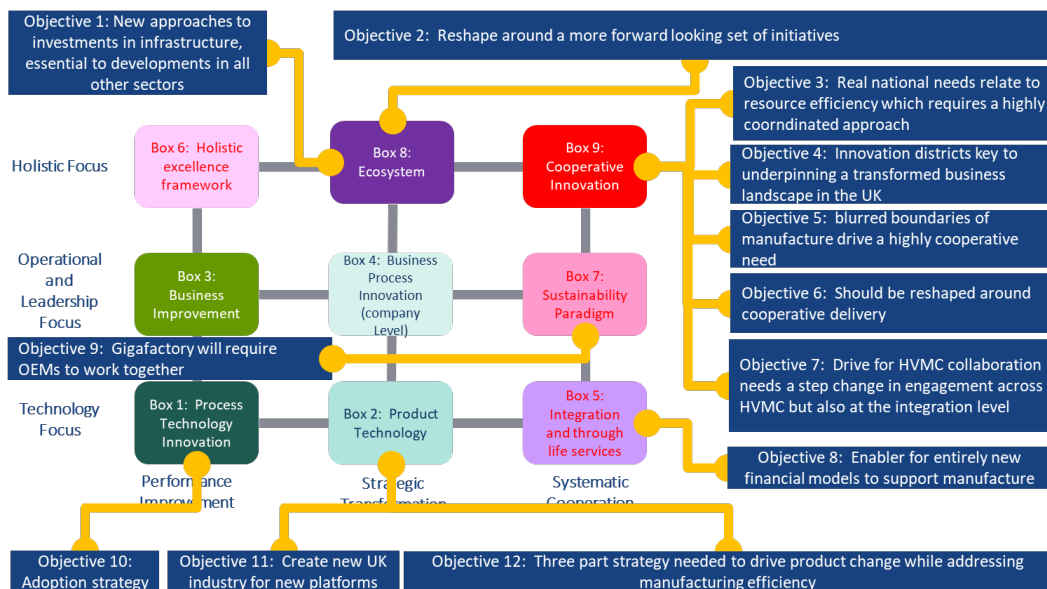 Objective 1: New approaches to
investments in infrastructure,
essential to developments in all
other sectors
Objective 2: Reshape around a more forward looking set of initiatives
Objective 3: Real national needs relate to
resource efficiency which requires a highly
coorndinated approach
Holistic Focus
Box 6: Holistic
excellence
framework
Box 8:
Ecosystem
Box 9:
Cooperative
Innovation
Objective 4: Innovation districts key to
underpinning a transformed business
landscape in the UK
Objective 5: blurred boundaries of
manufacture drive a highly cooperative
need
Operational
and
Leadership
Focus
Box 3:
Business
Improvement
Box 4: Business
Process
Innovation
(company
Level)
Box 7:
Sustainability
Paradigm
Objective 6: Should be reshaped around
cooperative delivery
Objective 9: Gigafactory will require
OEMs to work together
Objective 7: Drive for HVMC collaboration
needs a step change in engagement across
HVMC but also at the integration level
Technology
Focus
Box 1: Process
Technology
Innovation
Box 2: Product
Technology
Box 5:
Integration
and through
life services
Objective 8: Enabler for entirely new
financial models to support manufacture
Performance
Improvement
Strategic
Transformation
Systematic
Cooperation
Objective 10:
Adoption strategy
Objective 11: Create new UK
industry for new platforms
Objective 12: Three part strategy needed to drive product change while addressing
manufacturing efficiency